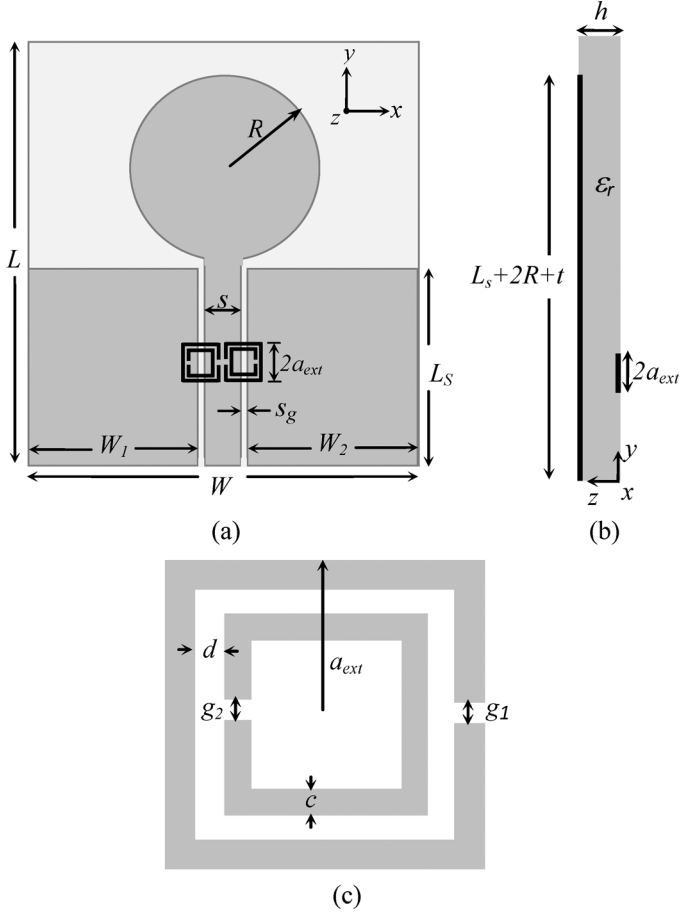 y
z
x
R
L
s
2a_ext
L_S
s_g
W_1
W_2
W
(a)
h
ε_r
L_s+2R+t
2a_ext
y
z
x
(b)
d
a_ext
g_2
g_1
c
(c)